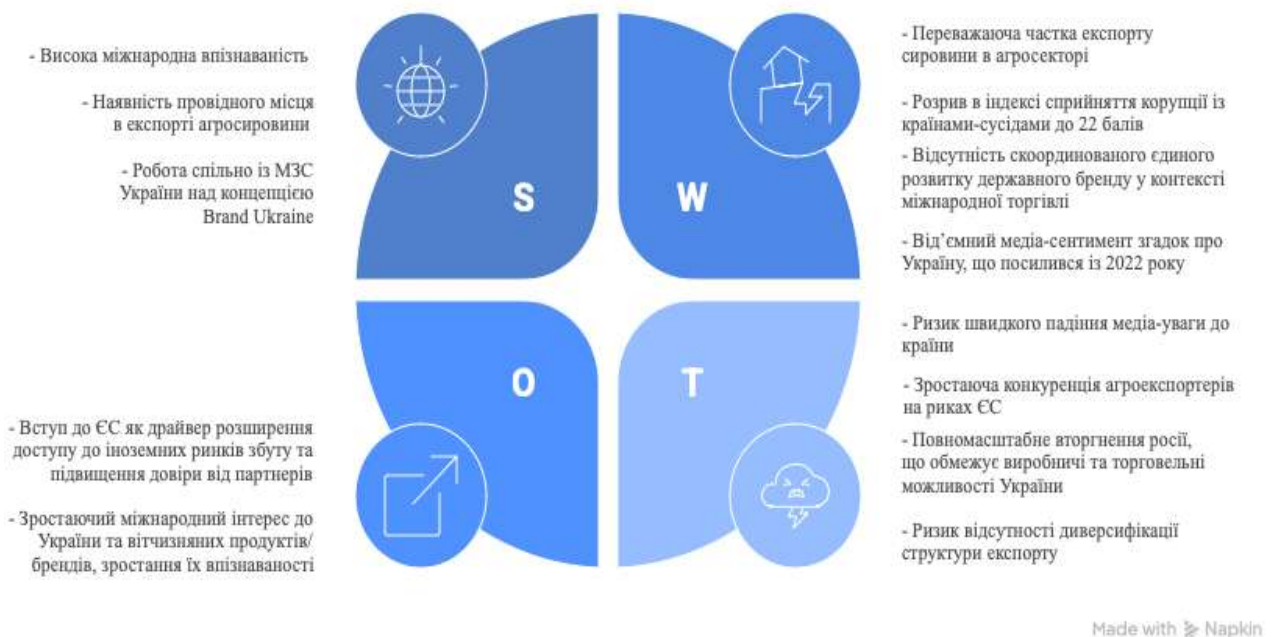 - Висока міжнародна впізнаваність
- Наявність провідного місця
в експорті агросировини
- Робота спільно із МЗС
України над концепцією
Brand Ukraine
S
W
- Переважаюча частка експорту
сировини в агросекторі
- Розрив в індексі сприйняття корупції із
країнами-сусідами до 22 балів
- Відсутність скоординованого єдиного
розвитку державного бренду у контексті
міжнародної торгівлі
- Від’ємний медіа-сентимент згадок про
Україну, що посилився із 2022 року
O
T
- Вступ до ЄС як драйвер розширення
доступу до іноземних ринків збуту та
підвищення довіри від партнерів
- Зростаючий міжнародний інтерес до
України та вітчизняних продуктів/
брендів, зростання їх впізнаваності
- Ризик швидкого падіння медіа-уваги до
країни
- Зростаюча конкуренція агроекспортерів
на риках ЄС
- Повномасштабне вторгнення росії,
що обмежує виробничі та торговельні
можливості України
- Ризик відсутності диверсифікації
структури експорту
Made with Napkin